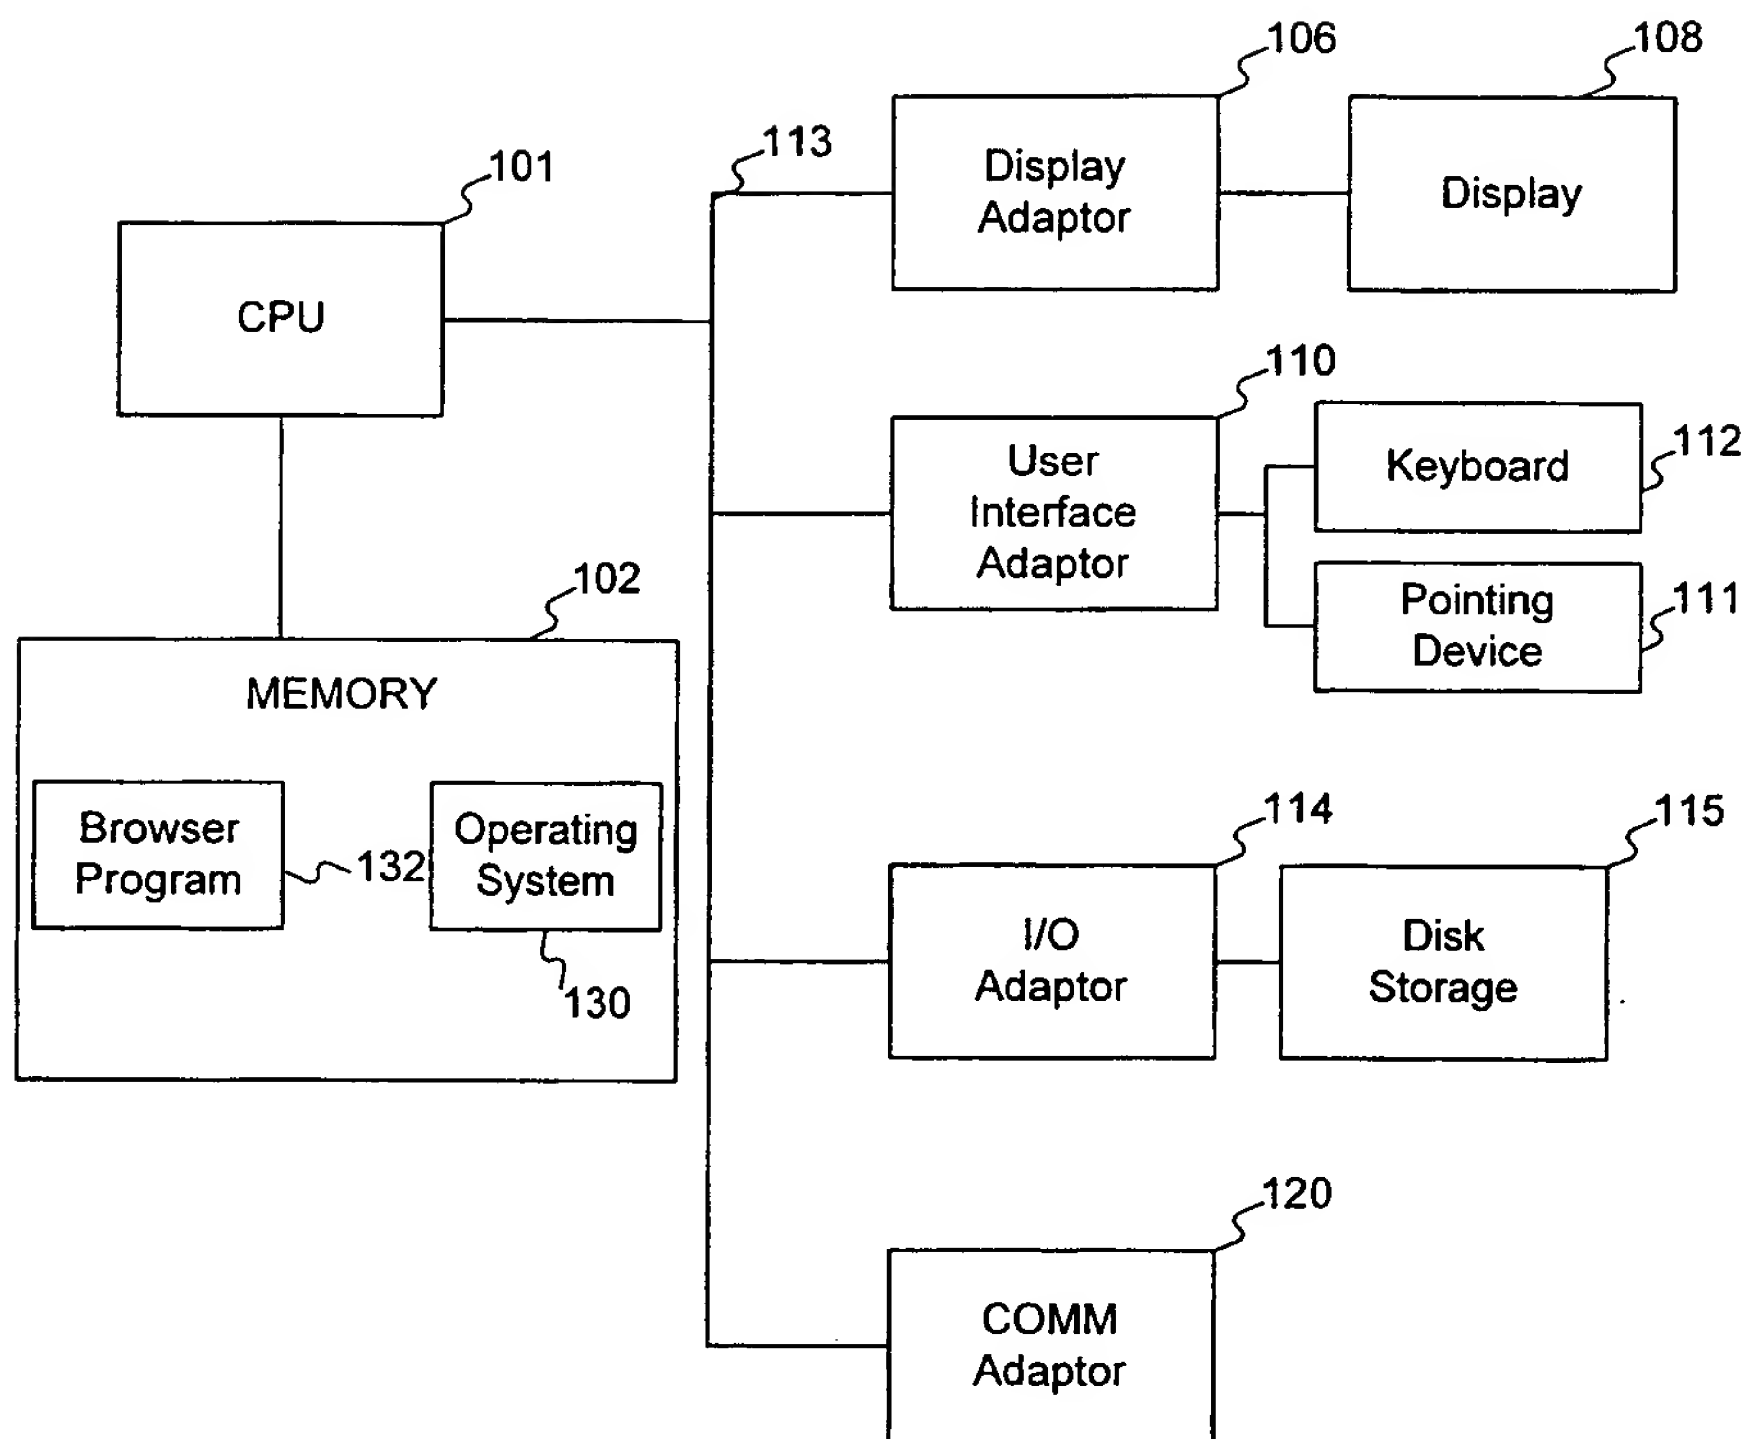 106
108
113
101
Display
Adaptor
Display
CPU
110
112
User
Interface
Adaptor
Keyboard
Pointing
Device
111
102
MEMORY
Browser
Program
132
Operating
System
130
114
115
I/O
Adaptor
Disk
Storage
120
COMM
Adaptor